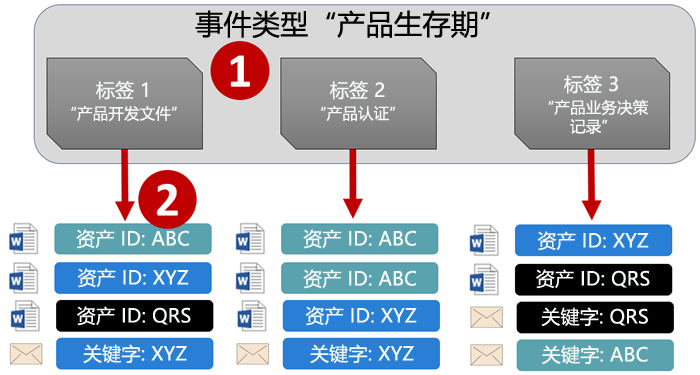 事件类型“产品生存期”
1
标签 1
“产品开发文件”
标签 2
“产品认证”
标签 3
“产品业务决策
记录”
2
资产 ID: ABC
资产 ID: XYZ
资产 ID: QRS
关键字: XYZ
资产 ID: ABC
资产 ID: ABC
资产 ID: XYZ
关键字: XYZ
资产 ID: XYZ
资产 ID: QRS
关键字: QRS
关键字: ABC